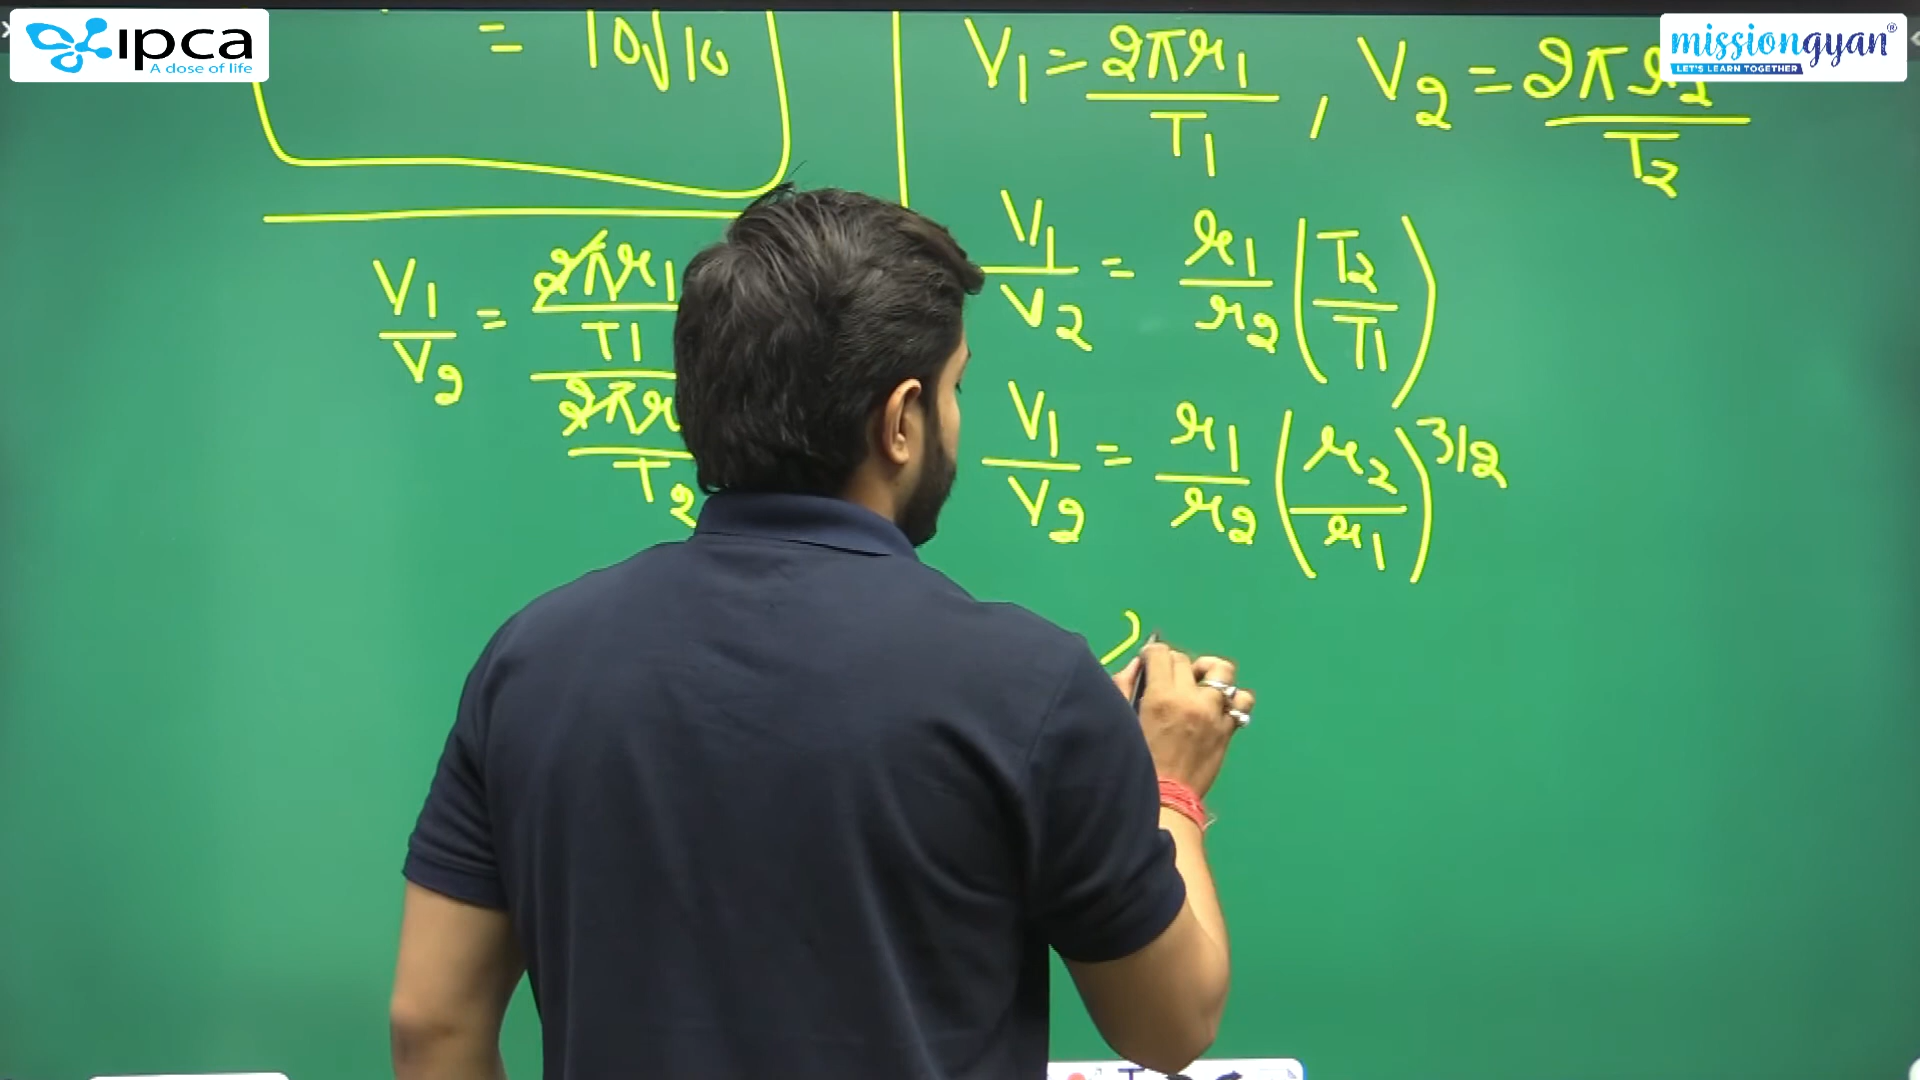 ipca
A dose of life
missiongyan®
LET'S LEARN TOGETHER
= 10√10
V₁ = 2πr₁/T₁ , V₂ = 2πr₂/T₂
V₁/V₂ = 2πr₁/T₁ / 2πr/T₂
V₁/V₂ = r₁/r₂ (T₂/T₁)
V₁/V₂ = r₁/r₂ (r₂/r₁)^3/2